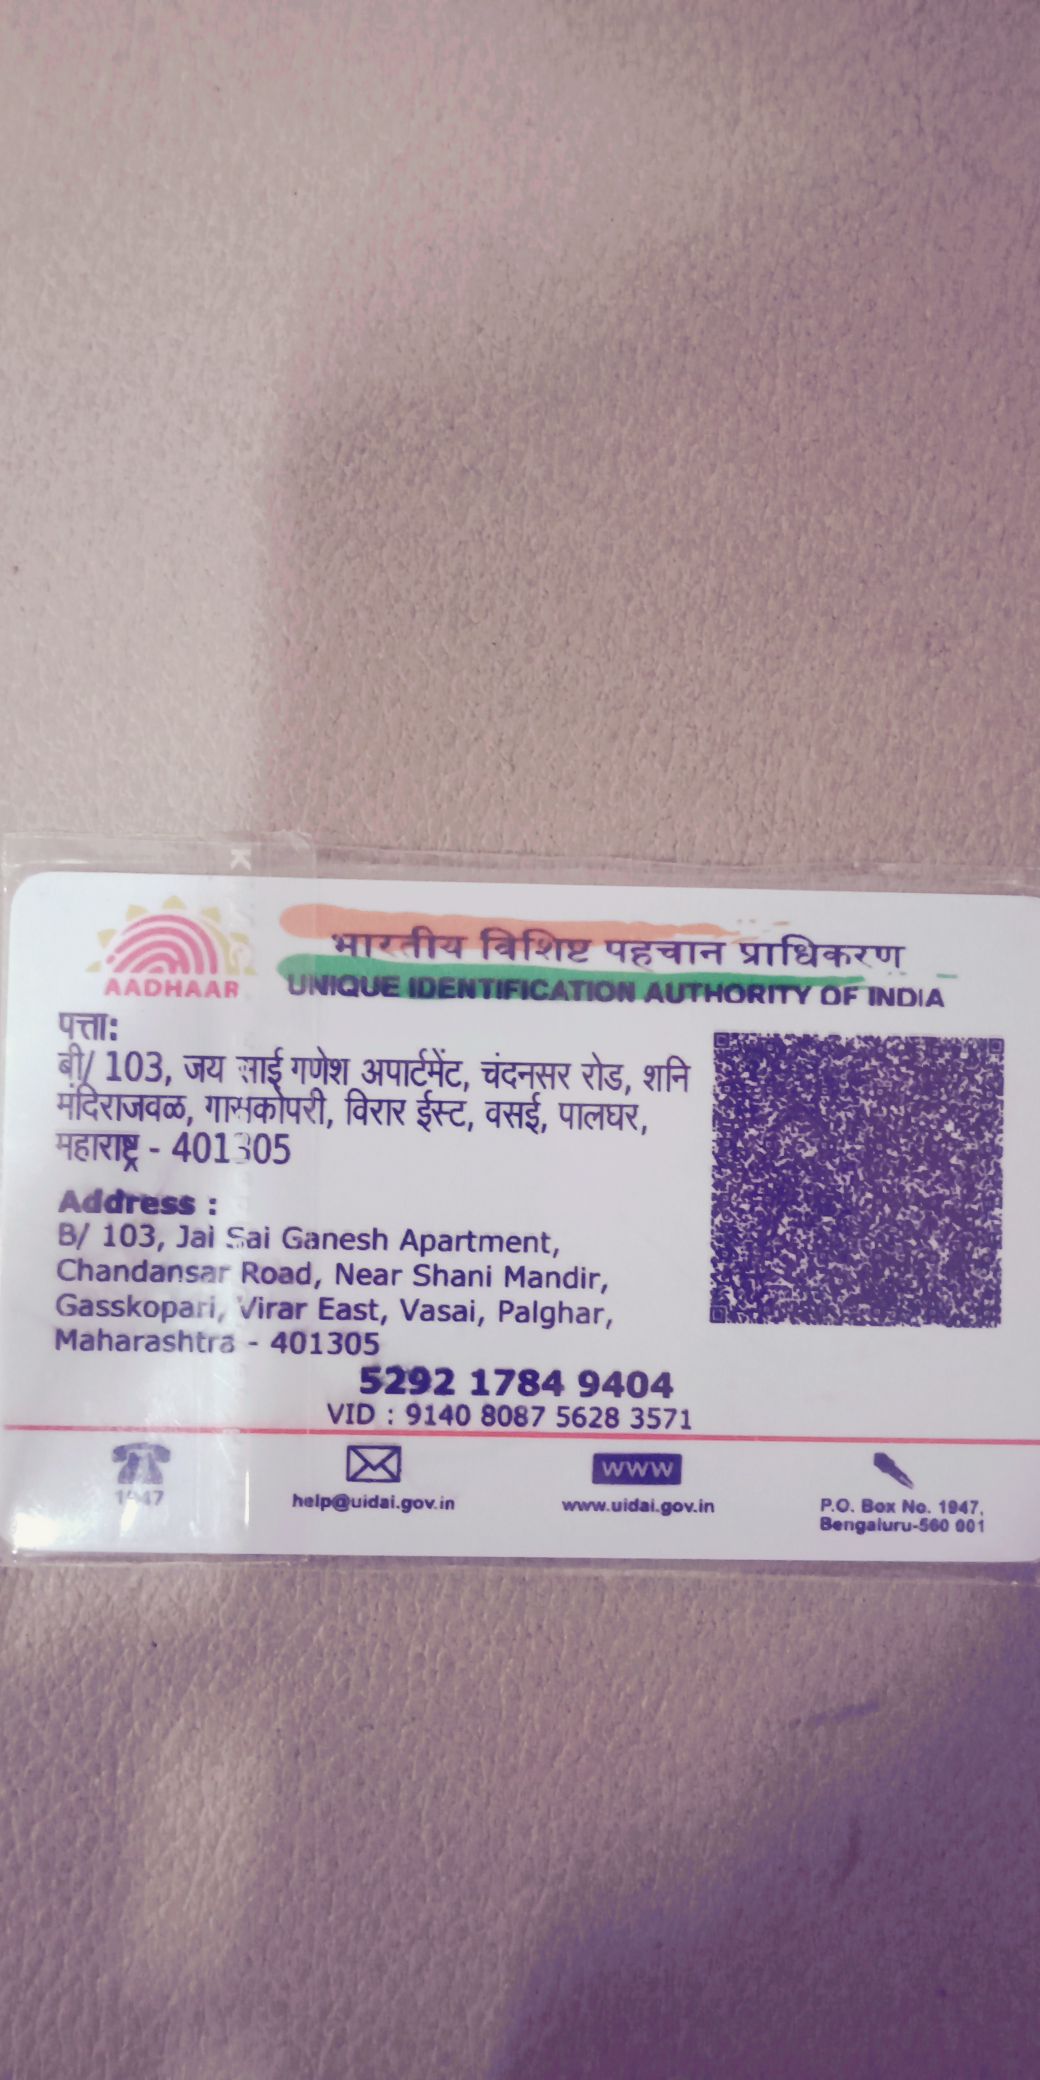 K
AADHAAR
भारतीय विशिष्ट पहचान प्राधिकरण
UNIQUE IDENTIFICATION AUTHORITY OF INDIA
पत्ता:
बी/ 103, जय साई गणेश अपार्टमेंट, चंदनसर रोड, शनि
मंदिराजवळ, गासकोपरी, विरार ईस्ट, वसई, पालघर,
महाराष्ट्र - 401305
Address :
B/ 103, Jai Sai Ganesh Apartment,
Chandansar Road, Near Shani Mandir,
Gasskopari, Virar East, Vasai, Palghar,
Maharashtra - 401305
5292 1784 9404
VID : 9140 8087 5628 3571
1947
help@uidai.gov.in
www
www.uidai.gov.in
P.O. Box No. 1947,
Bengaluru-560 001